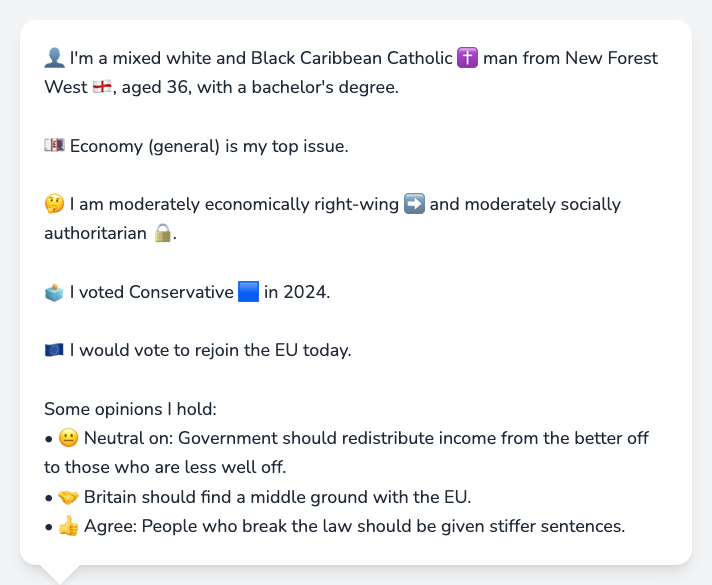 👤 I'm a mixed white and Black Caribbean Catholic ✝️ man from New Forest
West 🏴󠁧󠁢󠁥󠁮󠁧󠁿, aged 36, with a bachelor's degree.
💷 Economy (general) is my top issue.
🤔 I am moderately economically right-wing ➡️ and moderately socially
authoritarian 🔒.
🗳️ I voted Conservative 🟦 in 2024.
🇪🇺 I would vote to rejoin the EU today.
Some opinions I hold:
• 😐 Neutral on: Government should redistribute income from the better off
to those who are less well off.
• 🤝 Britain should find a middle ground with the EU.
• 👍 Agree: People who break the law should be given stiffer sentences.